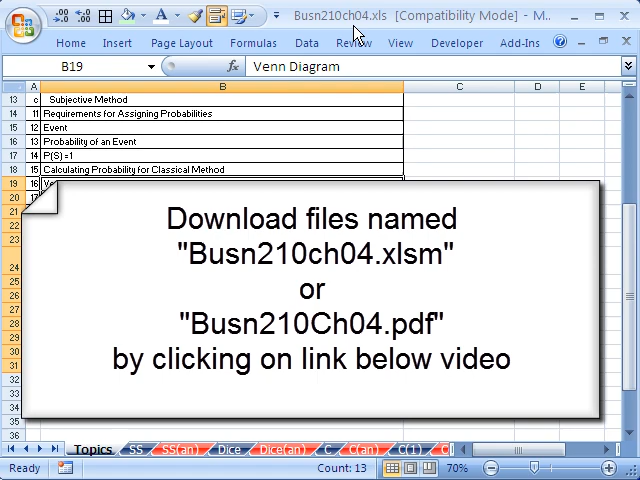 Busn210ch04.xls [Compatibility Mode] - M...
Home Insert Page Layout Formulas Data Review View Developer Add-Ins
B19 fx Venn Diagram
A B C D E
13 c Subjective Method
14 11 Requirements for Assigning Probabilities
15 12 Event
16 13 Probability of an Event
17 14 P(S) =1
18 15 Calculating Probability for Classical Method
19 16
20 17
21
22
23
24
25
26
27
28
29
30
31
32
33
34
35
36
Download files named
"Busn210ch04.xlsm"
or
"Busn210Ch04.pdf"
by clicking on link below video
Topics SS SS(an) Dice Dice(an) C C(an) C(1) C
Ready Count: 13 70%